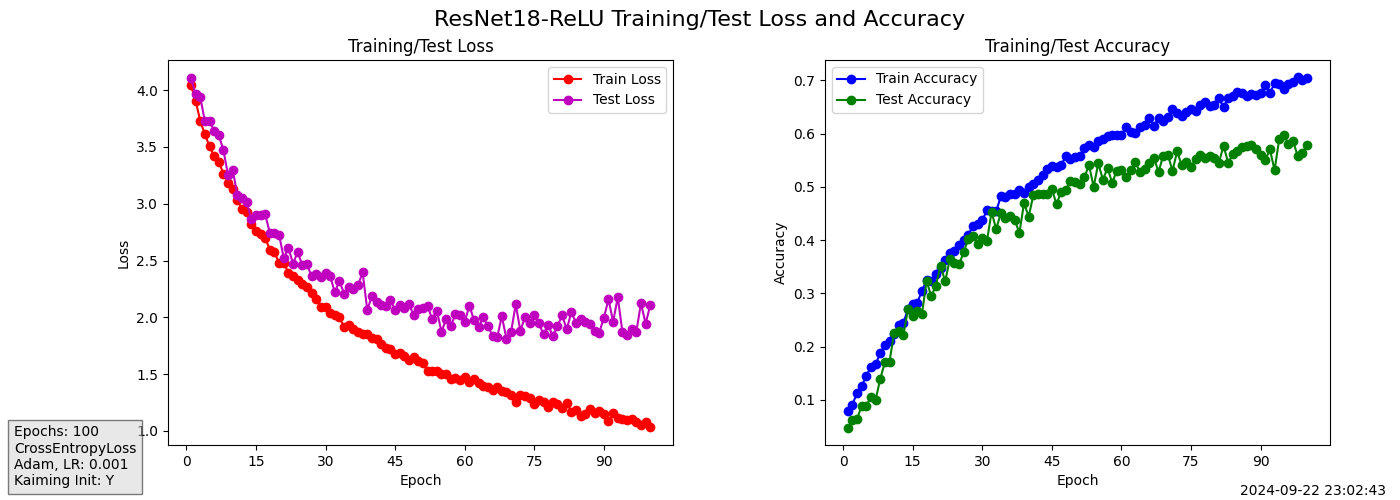 ResNet18-ReLU Training/Test Loss and Accuracy
Training/Test Loss
4.0
3.5
3.0
2.5
2.0
1.5
1.0
Loss
Train Loss
Test Loss
0 15 30 45 60 75 90
Epoch
Training/Test Accuracy
0.7
0.6
0.5
0.4
0.3
0.2
0.1
Accuracy
Train Accuracy
Test Accuracy
0 15 30 45 60 75 90
Epoch
Epochs: 100
CrossEntropyLoss
Adam, LR: 0.001
Kaiming Init: Y
2024-09-22 23:02:43